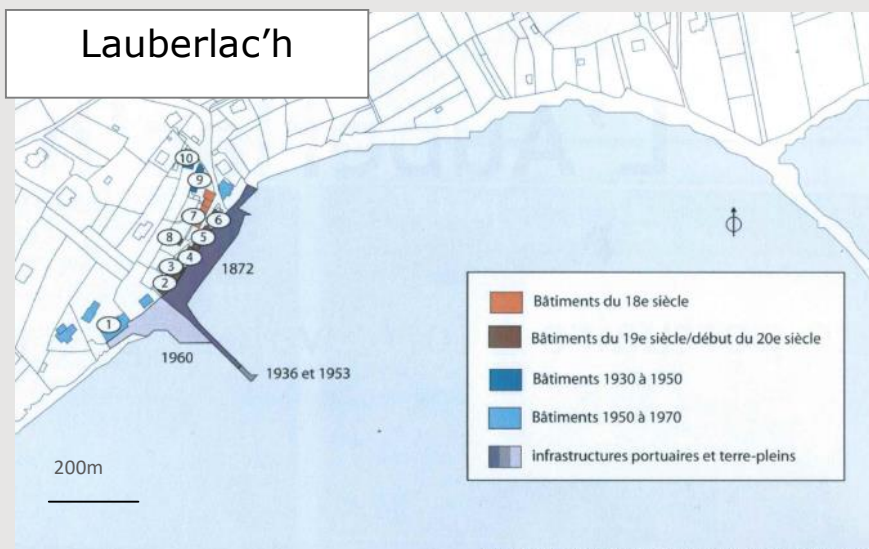 Lauberlac’h
10
9
7
6
8
5
4
3
2
1
1872
1960
1936 et 1953
200m
Bâtiments du 18e siècle
Bâtiments du 19e siècle/début du 20e siècle
Bâtiments 1930 à 1950
Bâtiments 1950 à 1970
infrastructures portuaires et terre-pleins